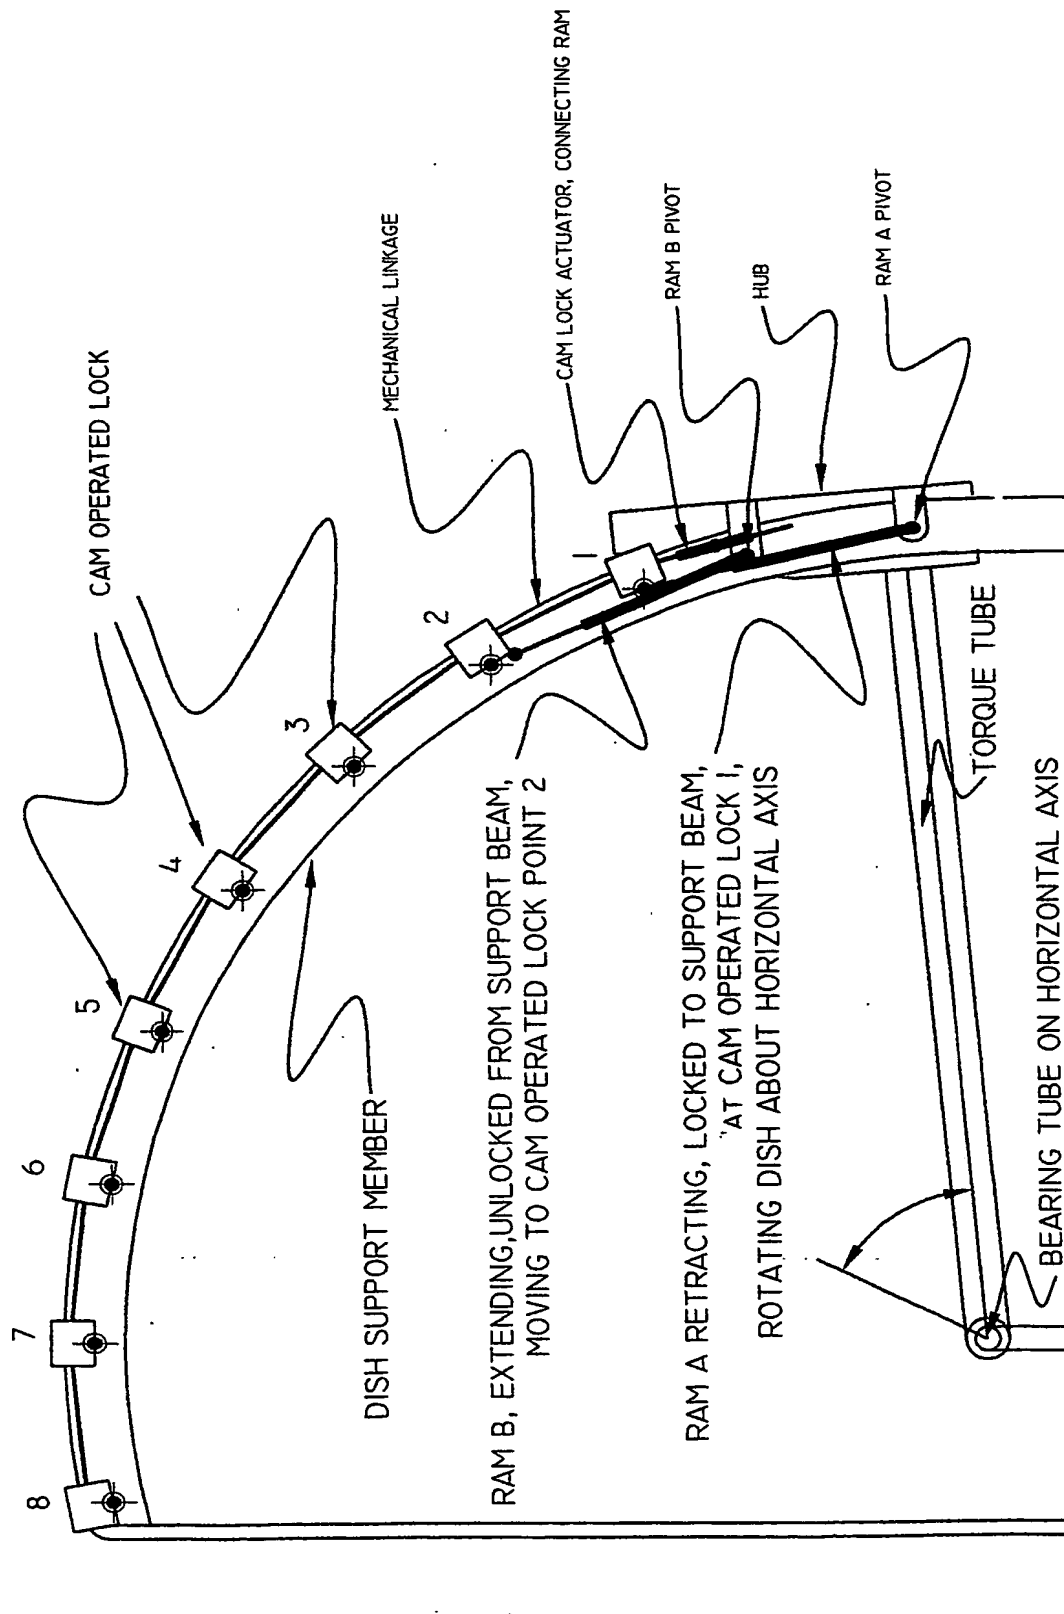 CAM OPERATED LOCK
MECHANICAL LINKAGE
CAM LOCK ACTUATOR, CONNECTING RAM
RAM B PIVOT
HUB
RAM A PIVOT
8
7
6
5
4
3
2
1
DISH SUPPORT MEMBER
RAM B, EXTENDING,UNLOCKED FROM SUPPORT BEAM,
MOVING TO CAM OPERATED LOCK POINT 2
RAM A RETRACTING, LOCKED TO SUPPORT BEAM,
AT CAM OPERATED LOCK 1,
ROTATING DISH ABOUT HORIZONTAL AXIS
TORQUE TUBE
BEARING TUBE ON HORIZONTAL AXIS